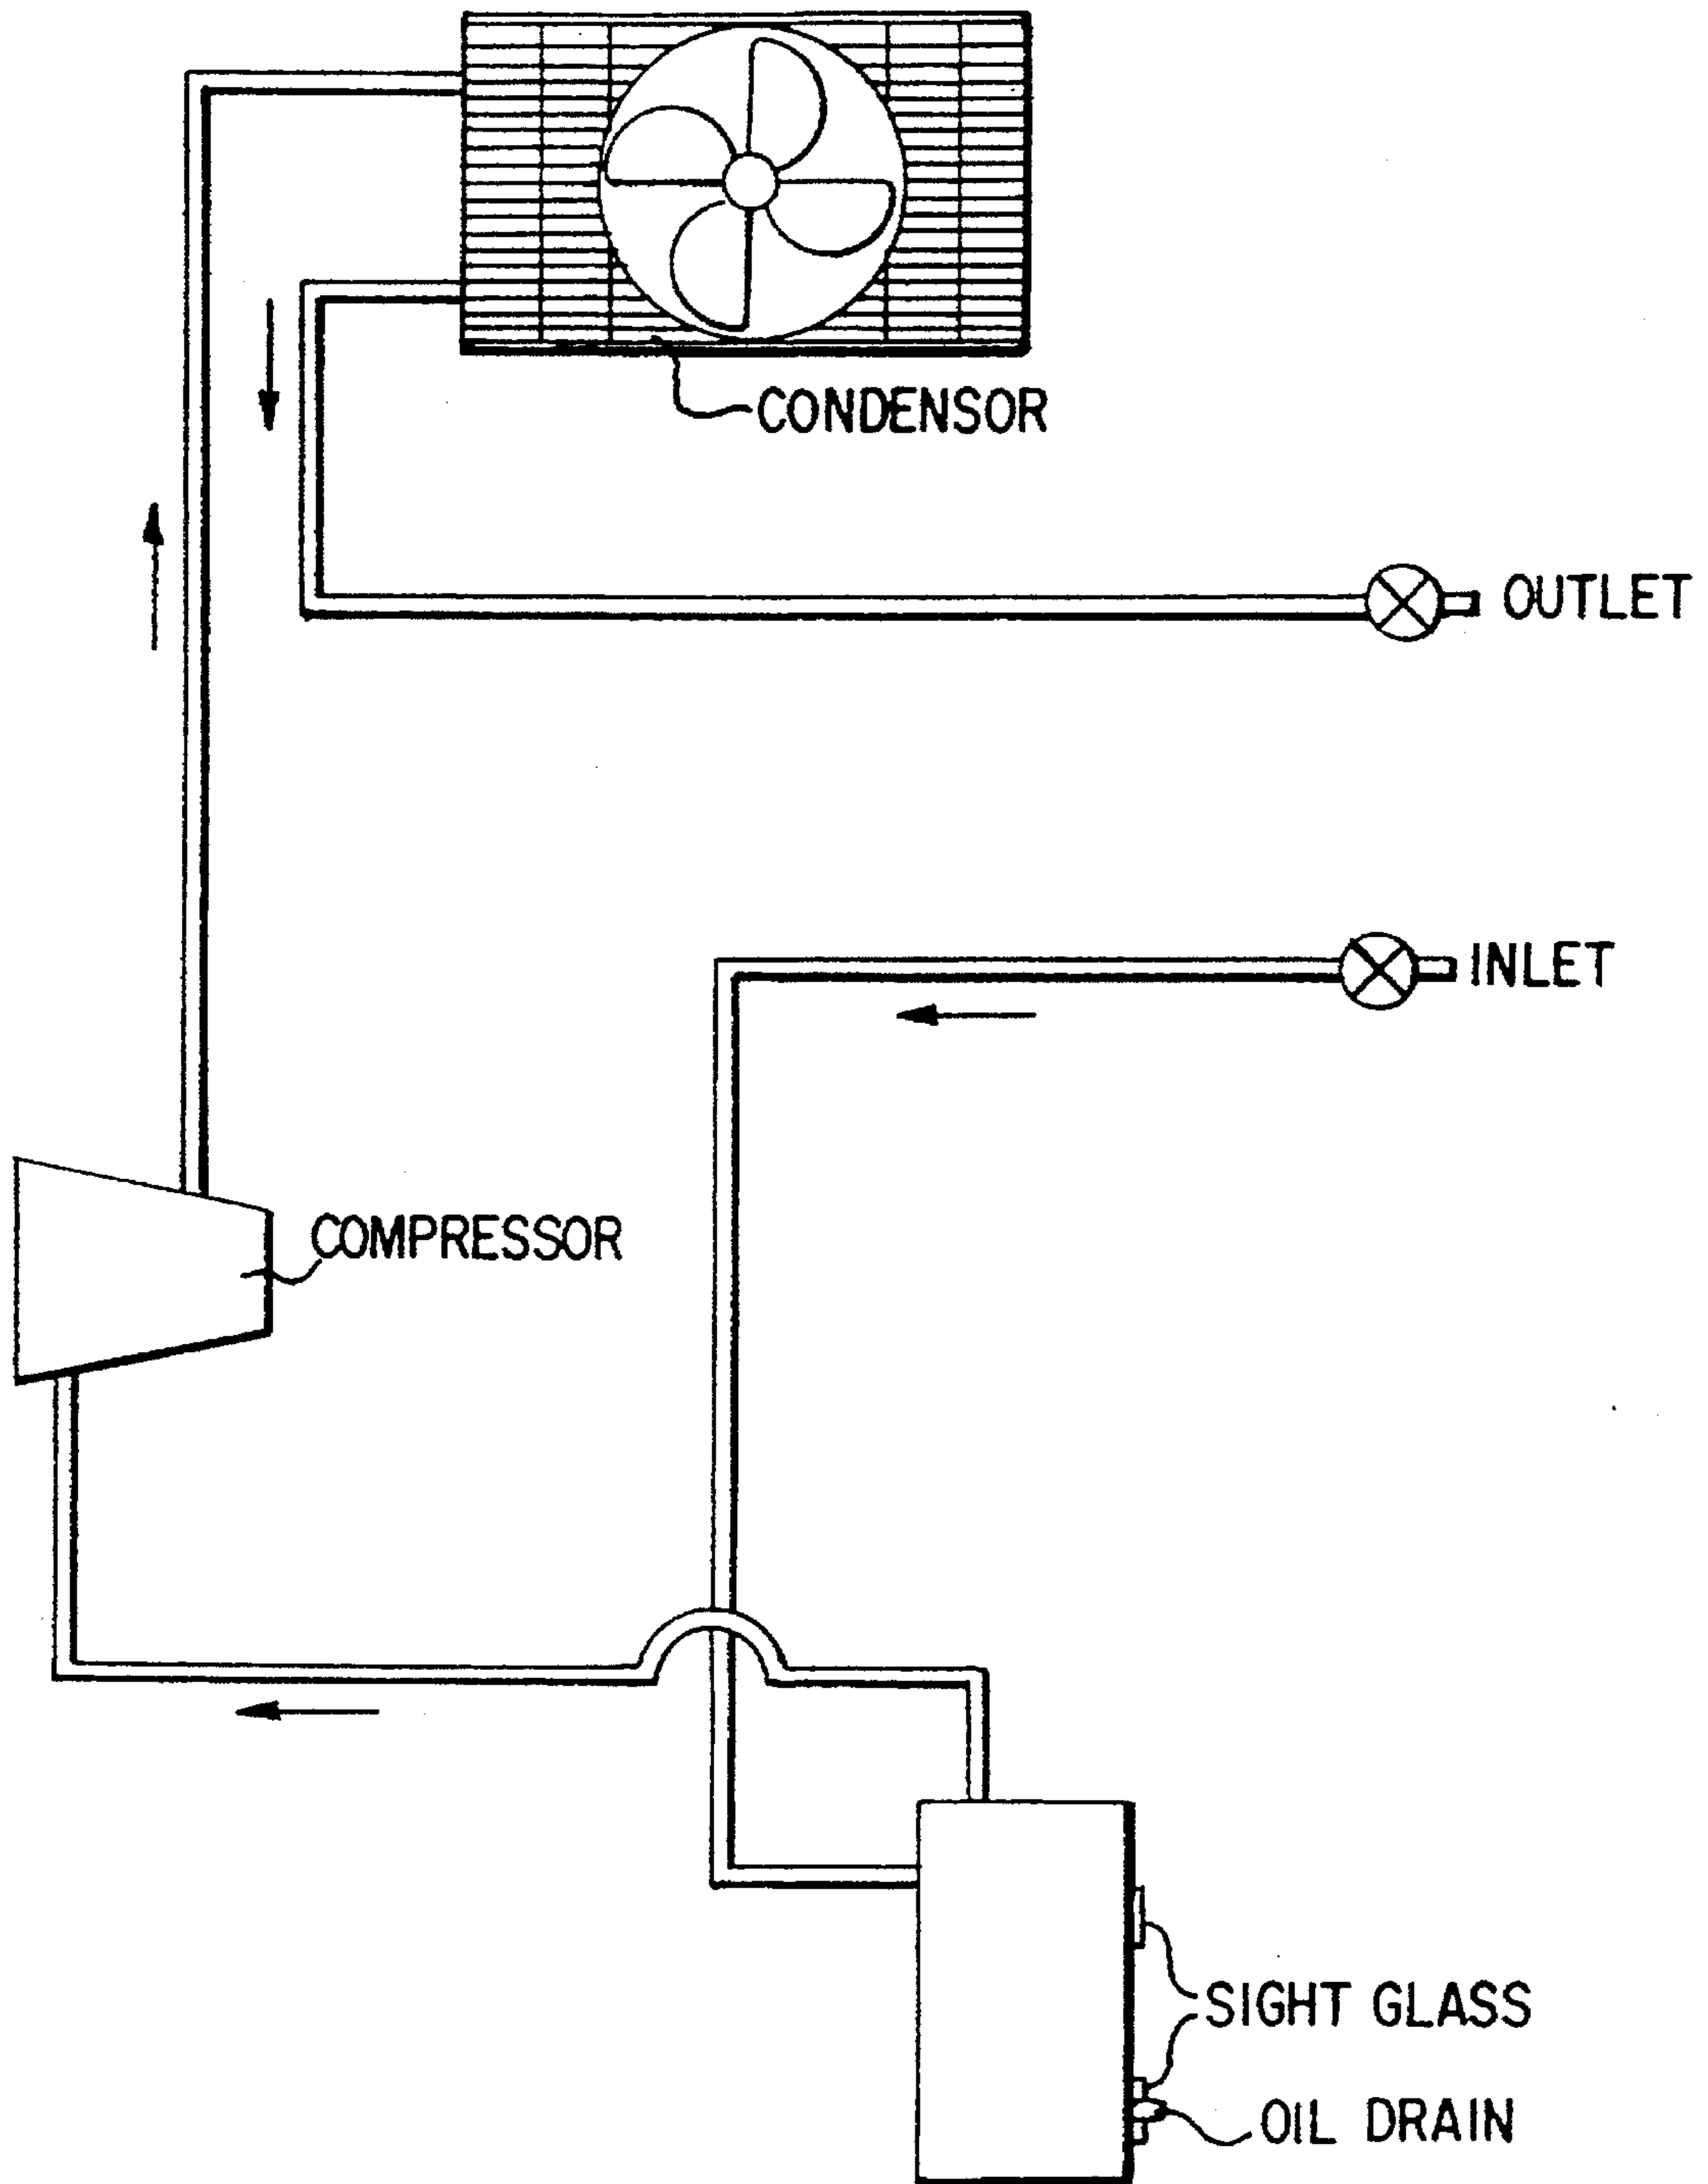 CONDENSOR
OUTLET
INLET
COMPRESSOR
SIGHT GLASS
OIL DRAIN